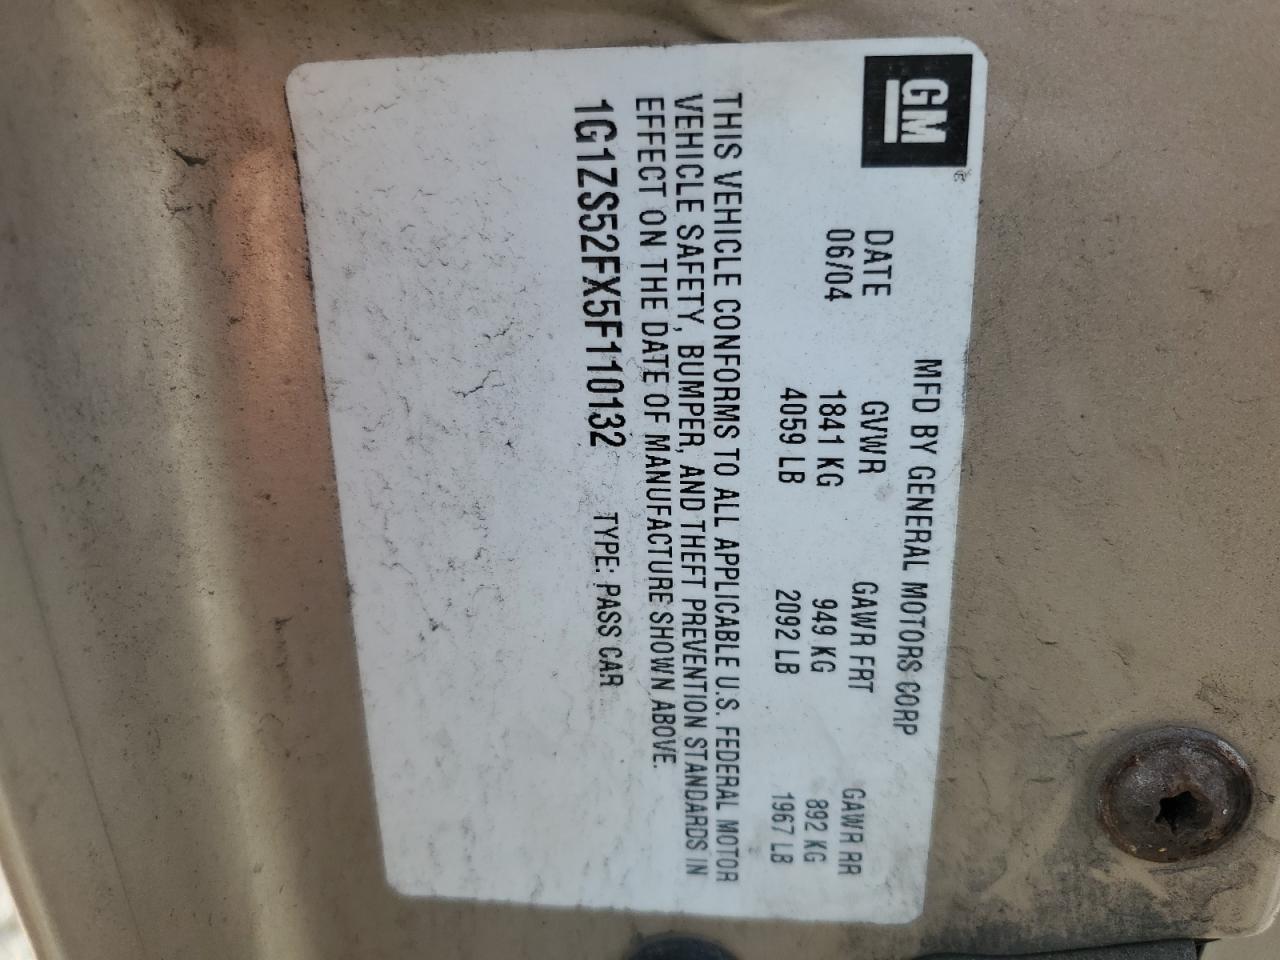 GM
®
MFD BY GENERAL MOTORS CORP
DATE GVWR GAWR FRT GAWR RR
06/04 1841 KG 949 KG 892 KG
4059 LB 2092 LB 1967 LB
THIS VEHICLE CONFORMS TO ALL APPLICABLE U.S. FEDERAL MOTOR
VEHICLE SAFETY, BUMPER, AND THEFT PREVENTION STANDARDS IN
EFFECT ON THE DATE OF MANUFACTURE SHOWN ABOVE.
1G1ZS52FX5F110132 TYPE: PASS CAR